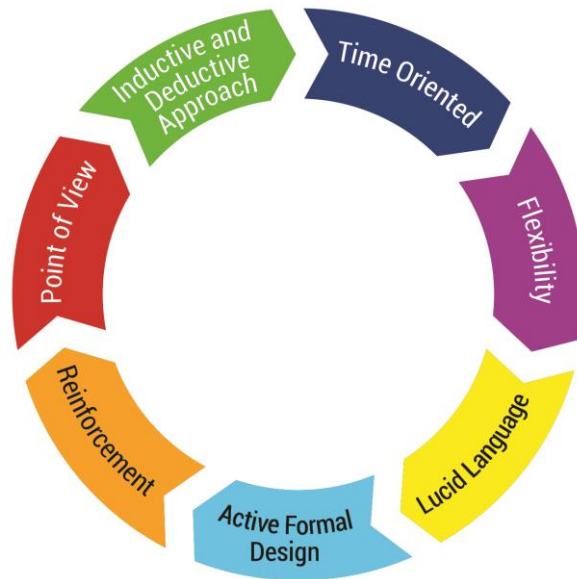 Inductive and
Deductive
Approach
Time Oriented
Flexibility
Lucid Language
Active Formal
Design
Reinforcement
Point of View